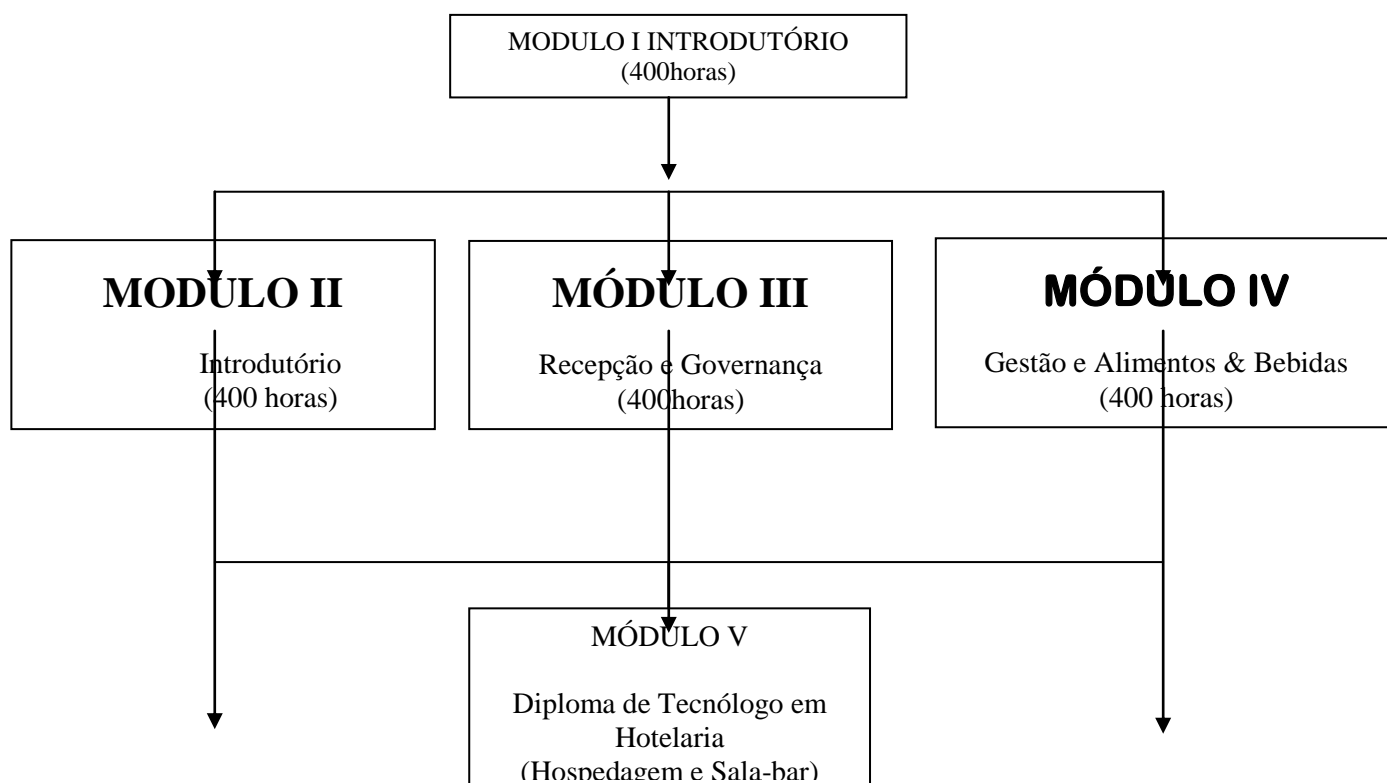 MODULO I INTRODUTÓRIO
(400horas)
MODULO II
Introdutório
(400 horas)
MÓDULO III
Recepção e Governança
(400horas)
MÓDULO IV
Gestão e Alimentos & Bebidas
(400 horas)
MÓDULO V
Diploma de Tecnólogo em
Hotelaria
(Hospedagem e Sala-bar)